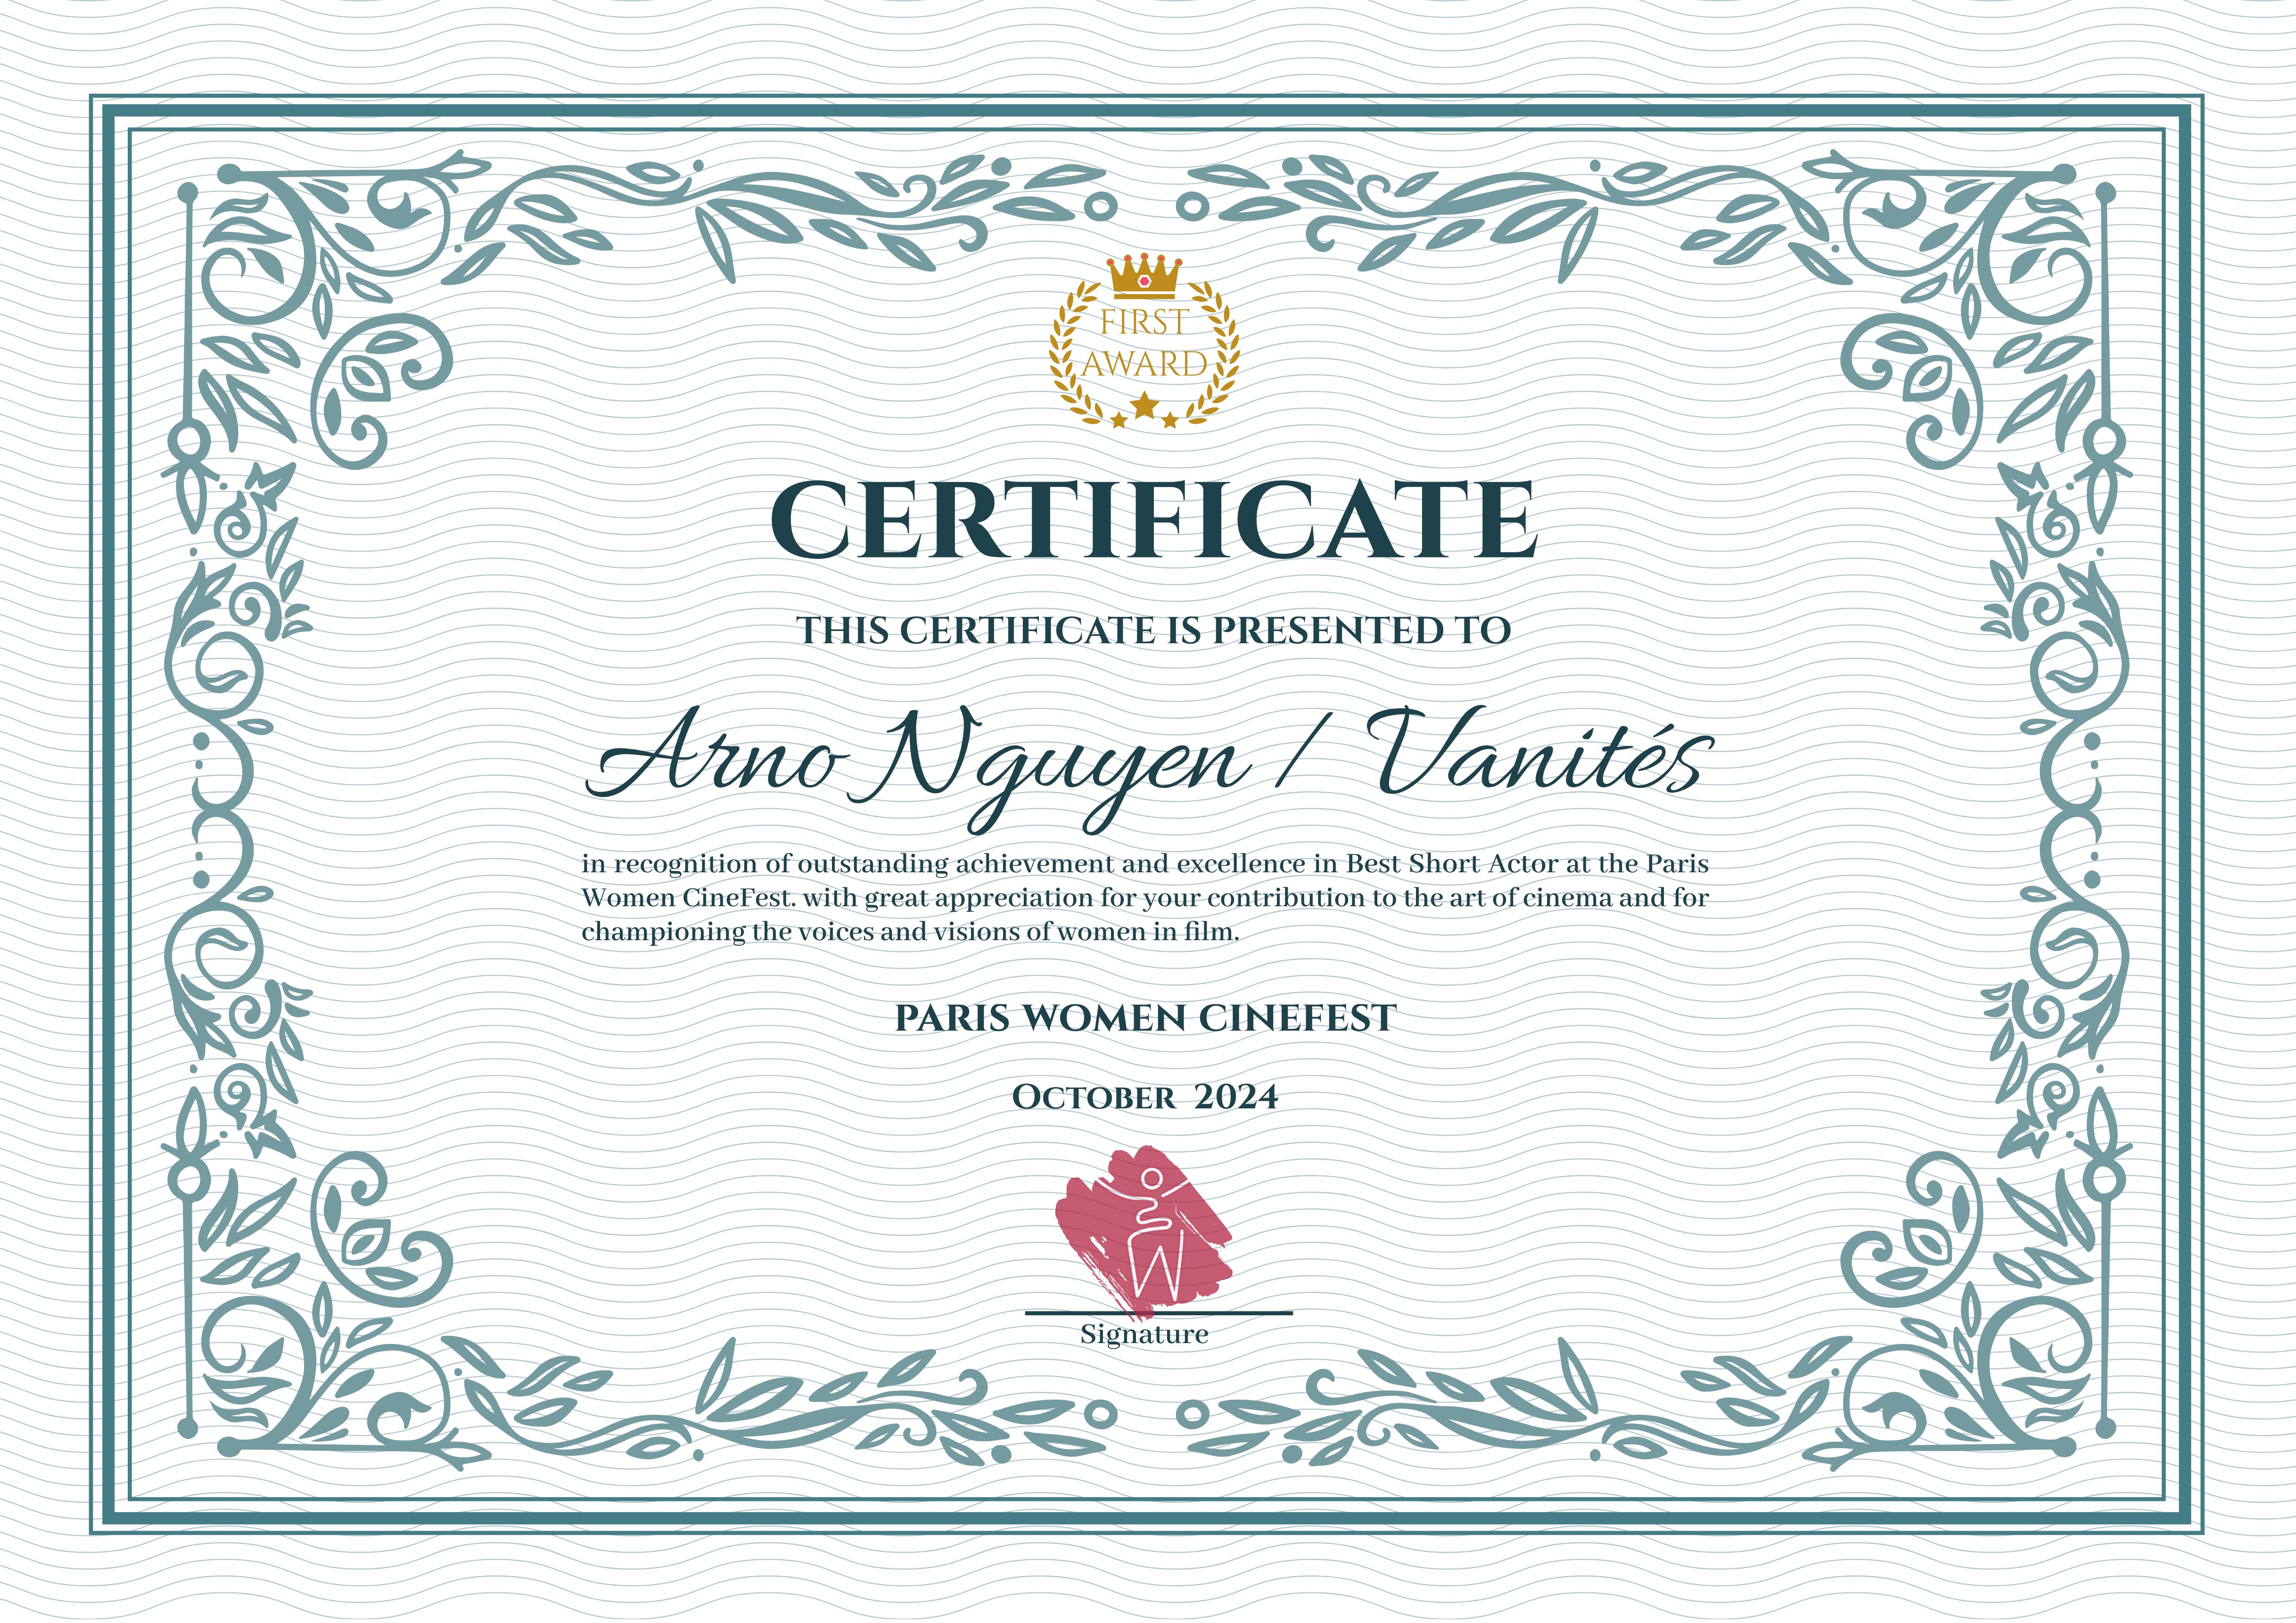 FIRST
AWARD
CERTIFICATE
THIS CERTIFICATE IS PRESENTED TO
Arno Nguyen / Vanités
in recognition of outstanding achievement and excellence in Best Short Actor at the Paris
Women CineFest. with great appreciation for your contribution to the art of cinema and for
championing the voices and visions of women in film.
PARIS WOMEN CINEFEST
October 2024
Signature